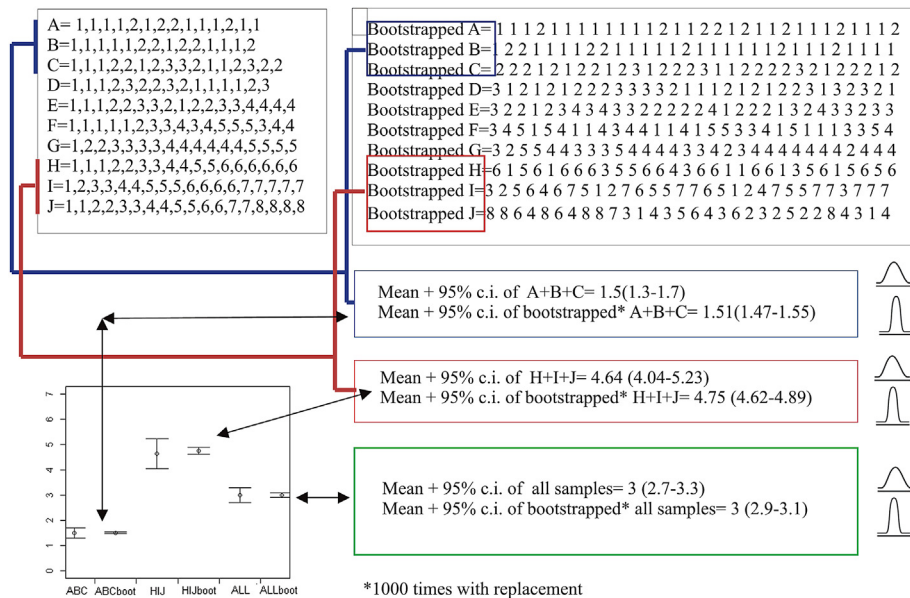 A= 1,1,1,1,2,1,2,2,1,1,1,2,1,1
B=1,1,1,1,1,2,2,1,2,2,1,1,1,2
C=1,1,1,2,2,1,2,3,3,2,1,1,2,3,2,2
D=1,1,1,2,3,2,2,3,2,1,1,1,1,2,3
E=1,1,1,2,2,3,3,2,1,2,2,3,3,4,4,4,4
F=1,1,1,1,1,2,3,3,4,3,4,5,5,5,3,4,4
G=1,2,2,3,3,3,3,3,4,4,4,4,4,4,5,5,5,5
H=1,1,1,2,2,3,3,4,4,5,5,6,6,6,6,6,6
I=1,2,3,3,4,4,5,5,5,6,6,6,6,7,7,7,7,7
J=1,1,2,2,3,3,4,4,5,5,6,6,7,7,8,8,8,8
Bootstrapped A= 1 1 1 2 1 1 1 1 1 2 1 1 2 1 1 1 2 1 1 1 2 1 1 2 1 1 1 1 2
Bootstrapped B= 1 2 2 1 1 1 1 2 2 1 1 1 1 2 1 1 1 1 2 1 1 1 2 1 1 1 1
Bootstrapped C= 2 2 2 1 2 1 2 2 1 2 3 1 2 2 2 3 1 1 2 2 2 1 3 2 1 2 2 1 2
Bootstrapped D=3 1 2 1 2 1 2 2 2 1 1 1 2 1 1 1 2 1 2 2 3 1 3 2 3 2 1
Bootstrapped E=3 2 2 1 2 3 4 3 4 3 3 2 2 2 2 2 4 1 2 2 2 1 3 2 4 3 3 2 3
Bootstrapped F=3 4 5 1 5 4 1 1 4 3 4 4 1 1 4 1 5 5 3 3 4 1 5 1 1 1 3 3 5 4
Bootstrapped G=3 2 5 5 4 4 3 3 3 5 3 3 3 3 4 2 3 4 4 4 4 4 4 2 4 4 4
Bootstrapped H=6 1 5 6 1 6 6 6 3 5 5 6 6 4 3 6 6 1 1 6 6 1 3 5 6 1 5 6 5 6
Bootstrapped I=3 2 5 6 4 6 7 5 1 2 7 6 5 5 7 7 6 5 1 2 4 7 5 5 7 7 3 7 7 7
Bootstrapped J=8 8 6 4 8 6 4 8 8 7 3 1 4 3 5 6 4 3 6 2 3 2 5 2 2 8 4 3 1 4
Mean + 95% c.i. of A+B+C= 1.5(1.3-1.7)
Mean + 95% c.i. of bootstrapped* A+B+C= 1.51(1.47-1.55)
Mean + 95% c.i. of H+I+J= 4.64 (4.04-5.23)
Mean + 95% c.i. of bootstrapped* H+I+J= 4.75 (4.62-4.89)
Mean + 95% c.i. of all samples= 3 (2.7-3.3)
Mean + 95% c.i. of bootstrapped* all samples= 3 (2.9-3.1)
7
6
5
4
3
2
1
0
ABC ABCboot HIJ HIJboot ALL ALLboot
*1000 times with replacement